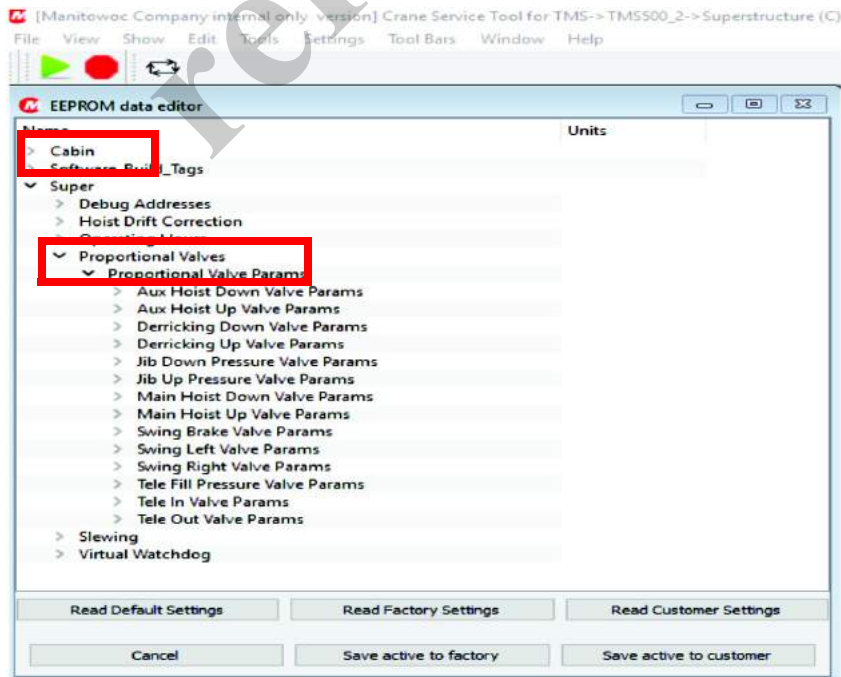 [Manitowoc Company internal only version] Crane Service Tool for TMS->TMS500_2->Superstructure (C)
File View Show Edit Tools Settings Tool Bars Window Help
EEPROM data editor
Name Units
> Cabin
> Software_Build_Tags
Super
> Debug Addresses
> Hoist Drift Correction
> Operating Hours
Proportional Valves
Proportional Valve Params
> Aux Hoist Down Valve Params
> Aux Hoist Up Valve Params
> Derricking Down Valve Params
> Derricking Up Valve Params
> Jib Down Pressure Valve Params
> Jib Up Pressure Valve Params
> Main Hoist Down Valve Params
> Main Hoist Up Valve Params
> Swing Brake Valve Params
> Swing Left Valve Params
> Swing Right Valve Params
> Tele Fill Pressure Valve Params
> Tele In Valve Params
> Tele Out Valve Params
> Slewing
> Virtual Watchdog
Read Default Settings Read Factory Settings Read Customer Settings
Cancel Save active to factory Save active to customer